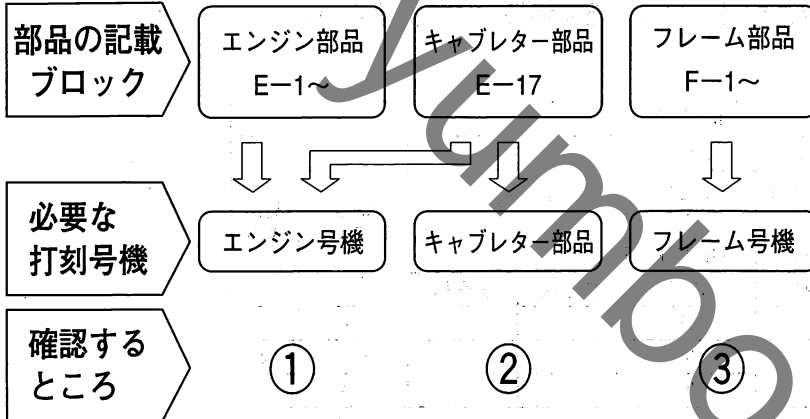 部品の記載
ブロック
エンジン部品
E－1～
キャブレター部品
E－17
フレーム部品
F－1～
必要な
打刻号機
エンジン号機
キャブレター部品
フレーム号機
確認する
ところ
①
②
③
yumbo